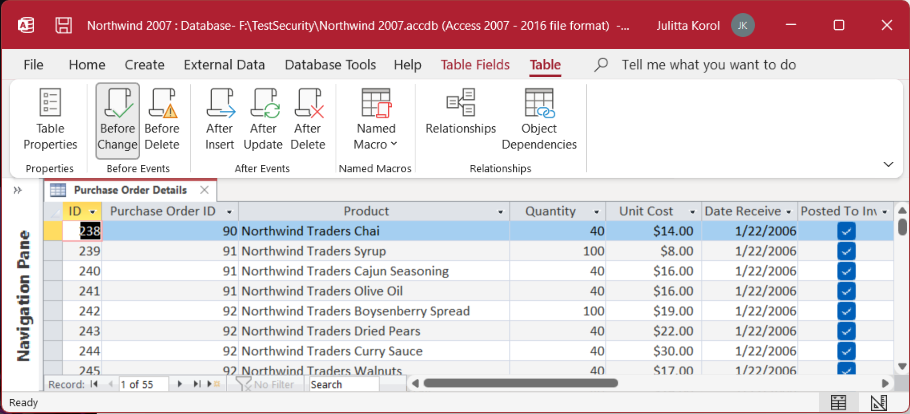 Northwind 2007 : Database- F:\TestSecurity\Northwind 2007.accdb (Access 2007 - 2016 file format) -... Julitta Korol JK
File Home Create External Data Database Tools Help Table Fields Table Tell me what you want to do
Table Properties
Before Change
Before Delete
After Insert
After Update
After Delete
Named Macro
Relationships
Object Dependencies
Properties Before Events After Events Named Macros Relationships
Purchase Order Details
Navigation Pane
ID Purchase Order ID Product Quantity Unit Cost Date Receive Posted To Inv
238 90 Northwind Traders Chai 40 $14.00 1/22/2006
239 91 Northwind Traders Syrup 100 $8.00 1/22/2006
240 91 Northwind Traders Cajun Seasoning 40 $16.00 1/22/2006
241 91 Northwind Traders Olive Oil 40 $16.00 1/22/2006
242 92 Northwind Traders Boysenberry Spread 100 $19.00 1/22/2006
243 92 Northwind Traders Dried Pears 40 $22.00 1/22/2006
244 92 Northwind Traders Curry Sauce 40 $30.00 1/22/2006
245 92 Northwind Traders Walnuts 40 $17.00 1/22/2006
Record: 1 of 55 No Filter Search
Ready